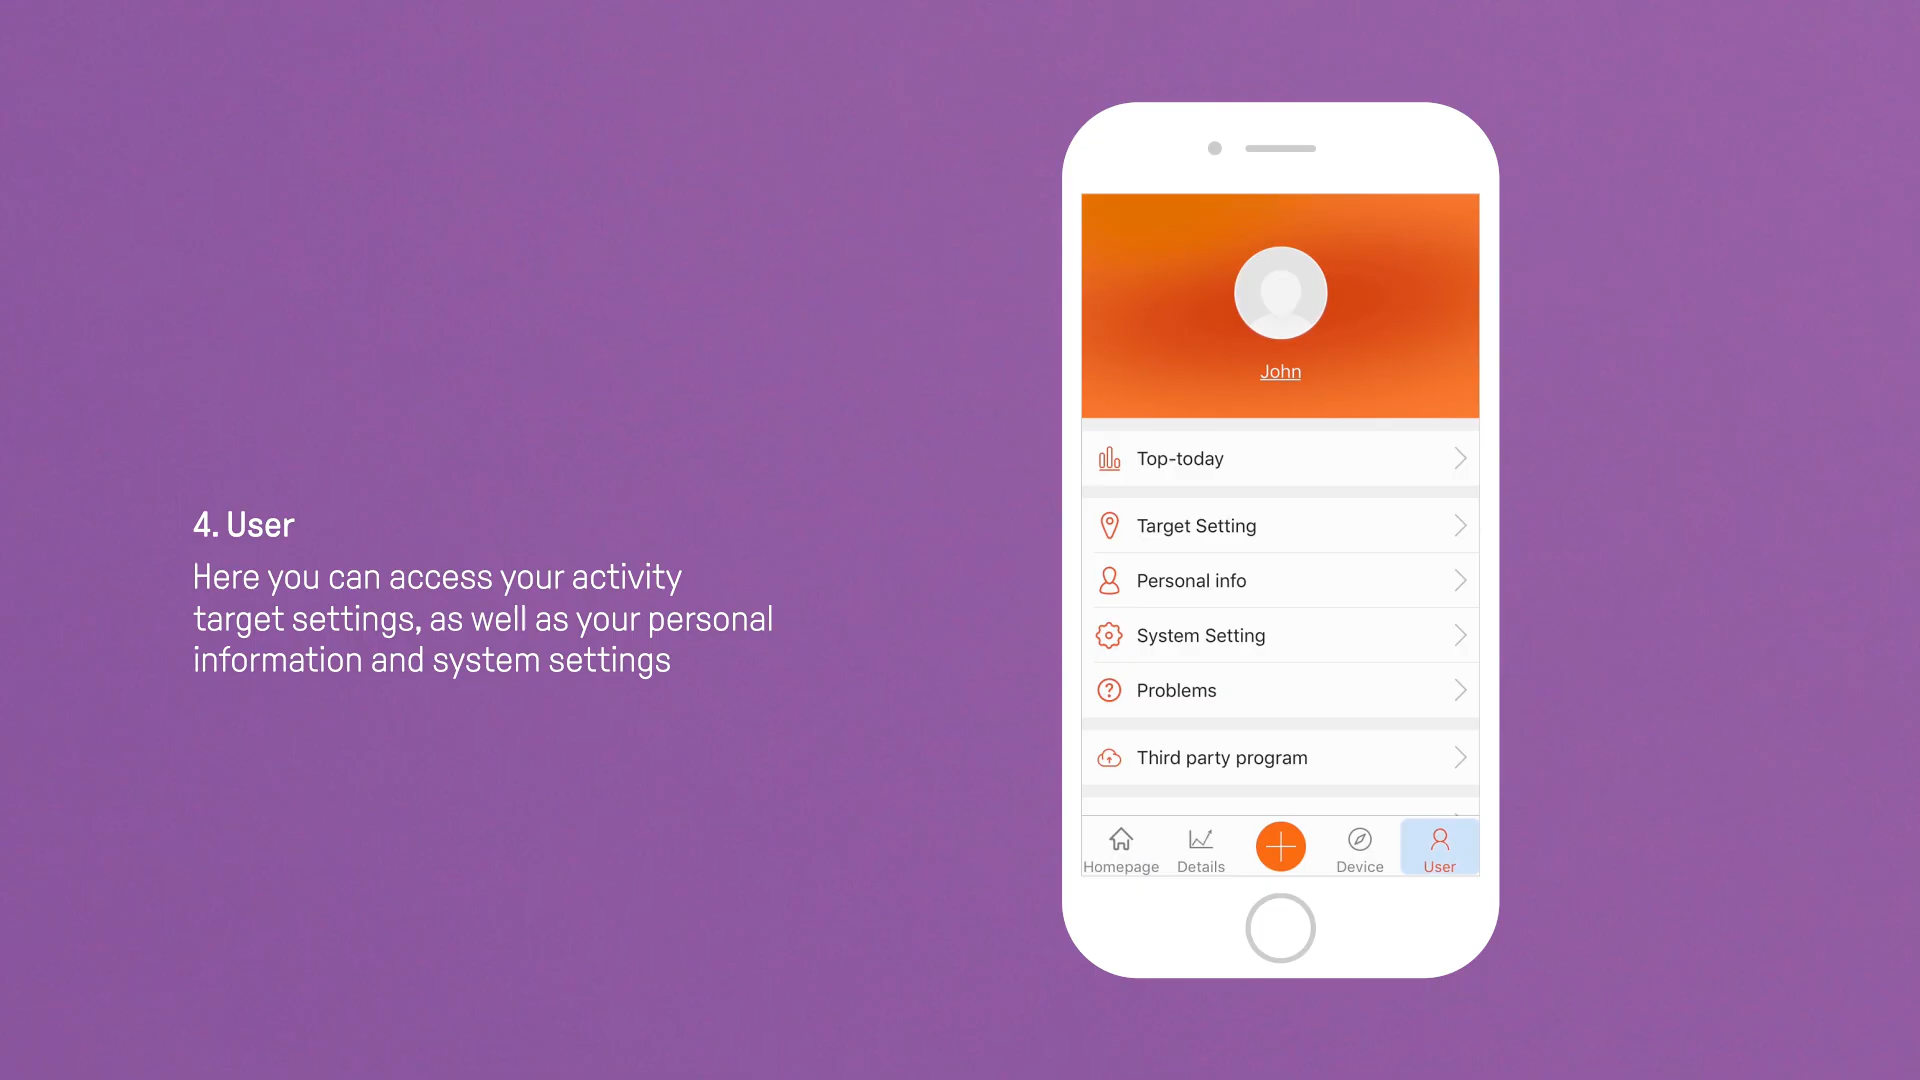 4. User
Here you can access your activity
target settings, as well as your personal
information and system settings
John
Top-today
Target Setting
Personal info
System Setting
Problems
Third party program
Homepage
Details
Device
User